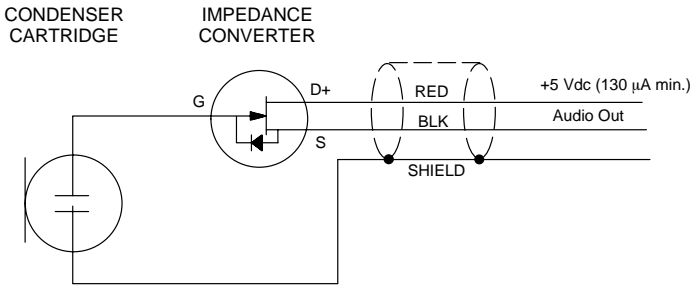 CONDENSER
CARTRIDGE
IMPEDANCE
CONVERTER
G
D+
S
RED
BLK
SHIELD
+5 Vdc (130 μA min.)
Audio Out